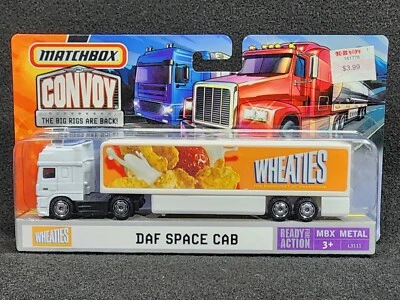 MATCHBOX
CONVOY
THE BIG RIGS ARE BACK!
$3.99
WHEATIES
WHEATIES
DAF SPACE CAB
READY FOR ACTION
MBX METAL
3+